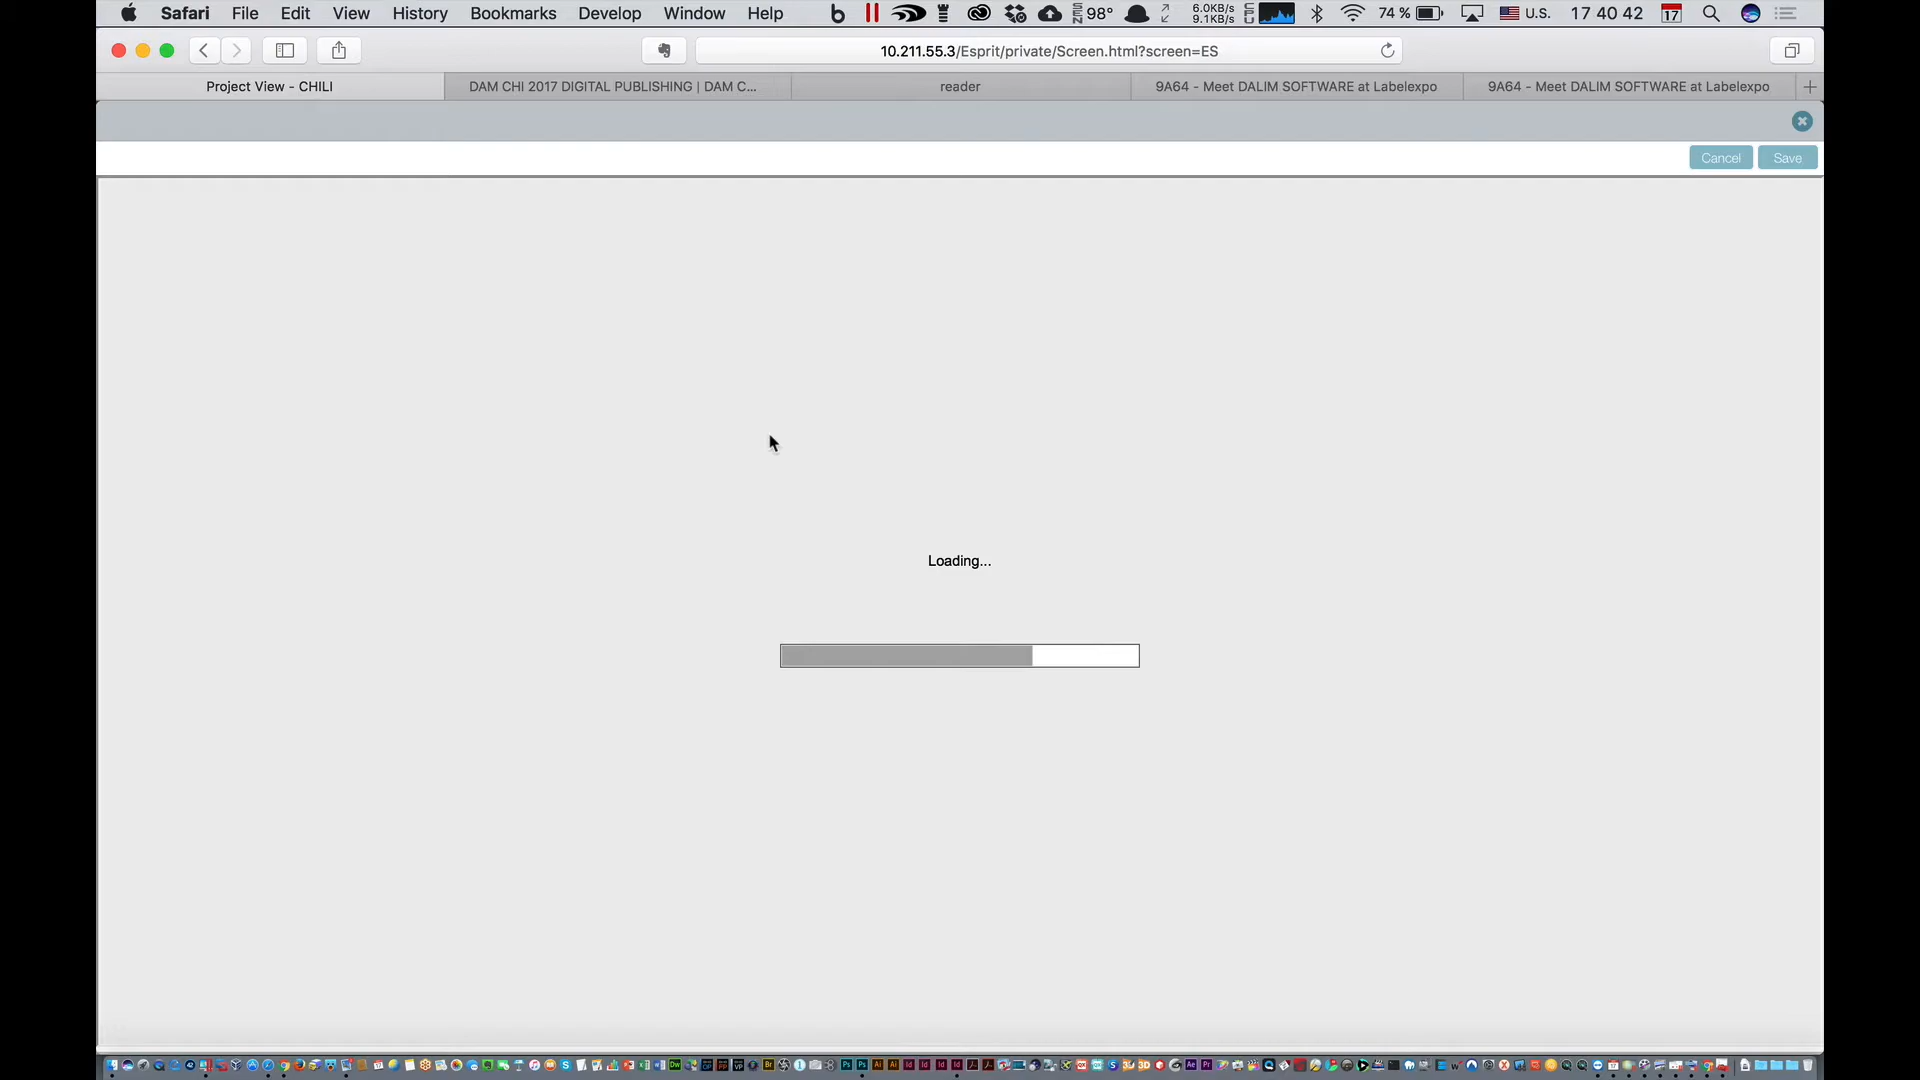 Safari File Edit View History Bookmarks Develop Window Help 98° 6.0KB/s 9.1KB/s 74 % U.S. 17 40 42 17
10.211.55.3/Esprit/private/Screen.html?screen=ES
Project View - CHILI
DAM CHI 2017 DIGITAL PUBLISHING | DAM C...
reader
9A64 - Meet DALIM SOFTWARE at Labelexpo
9A64 - Meet DALIM SOFTWARE at Labelexpo
Cancel Save
Loading...